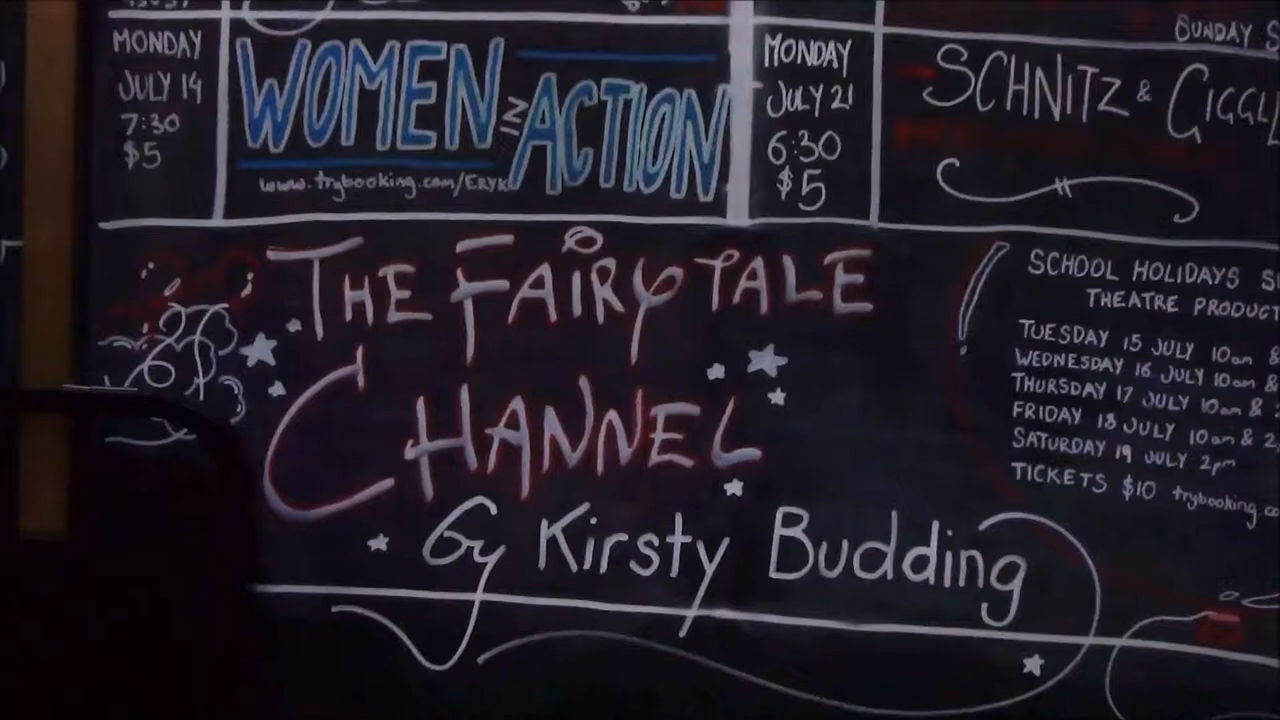 MONDAY
JULY 14
7:30
$5
WOMEN IN ACTION
www.trybooking.com/
MONDAY
JULY 21
6:30
$5
SUNDAY
SCHNITZ &
THE FAIRYTALE
CHANNEL
By Kirsty Budding
SCHOOL HOLIDAYS
THEATRE
TUESDAY 15 JULY 10am &
WEDNESDAY 16 JULY 10am &
THURSDAY 17 JULY 10am &
FRIDAY 18 JULY 10am &
SATURDAY 19 JULY 2pm
TICKETS $10 trybooking.co